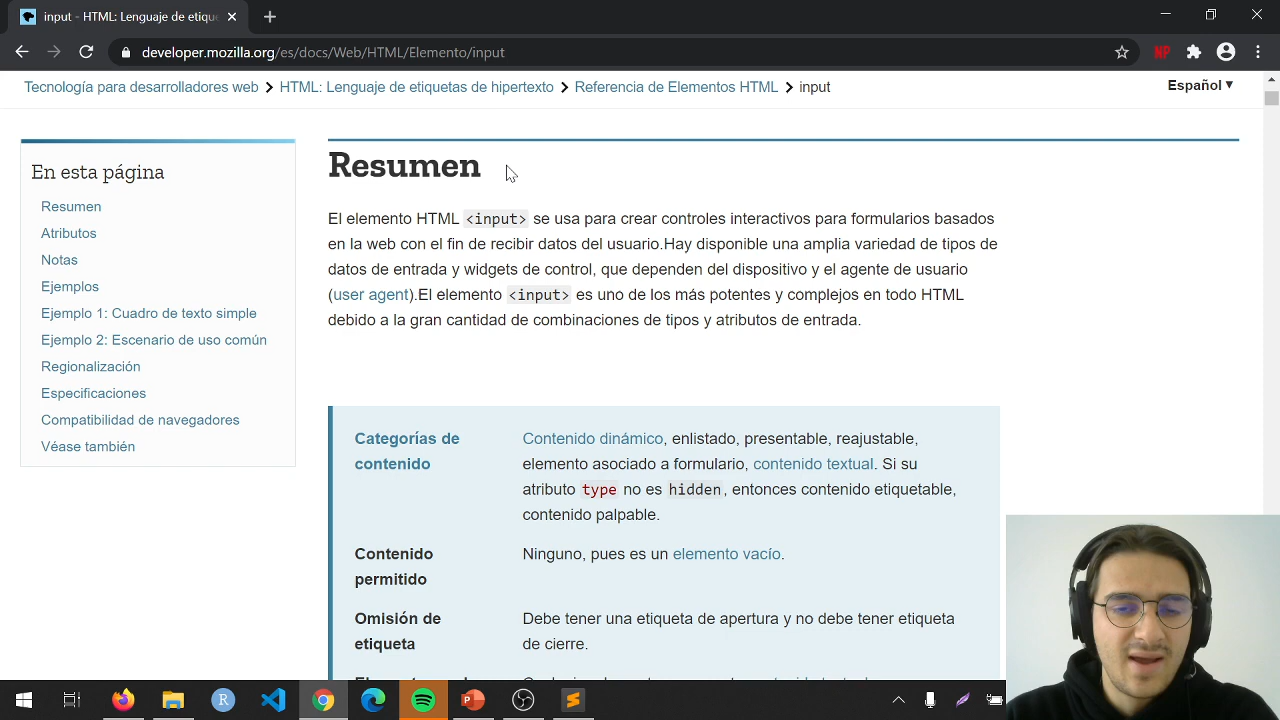 input - HTML: Lenguaje de etique
developer.mozilla.org/es/docs/Web/HTML/Elemento/input
NP
Tecnología para desarrolladores web
HTML: Lenguaje de etiquetas de hipertexto
Referencia de Elementos HTML
input
Español
En esta página
Resumen
Atributos
Notas
Ejemplos
Ejemplo 1: Cuadro de texto simple
Ejemplo 2: Escenario de uso común
Regionalización
Especificaciones
Compatibilidad de navegadores
Véase también
Resumen
El elemento HTML <input> se usa para crear controles interactivos para formularios basados
en la web con el fin de recibir datos del usuario.Hay disponible una amplia variedad de tipos de
datos de entrada y widgets de control, que dependen del dispositivo y el agente de usuario
(user agent).El elemento <input> es uno de los más potentes y complejos en todo HTML
debido a la gran cantidad de combinaciones de tipos y atributos de entrada.
Categorías de
contenido
Contenido dinámico, enlistado, presentable, reajustable,
elemento asociado a formulario, contenido textual. Si su
atributo type no es hidden, entonces contenido etiquetable,
contenido palpable.
Contenido
permitido
Ninguno, pues es un elemento vacío.
Omisión de
etiqueta
Debe tener una etiqueta de apertura y no debe tener etiqueta
de cierre.